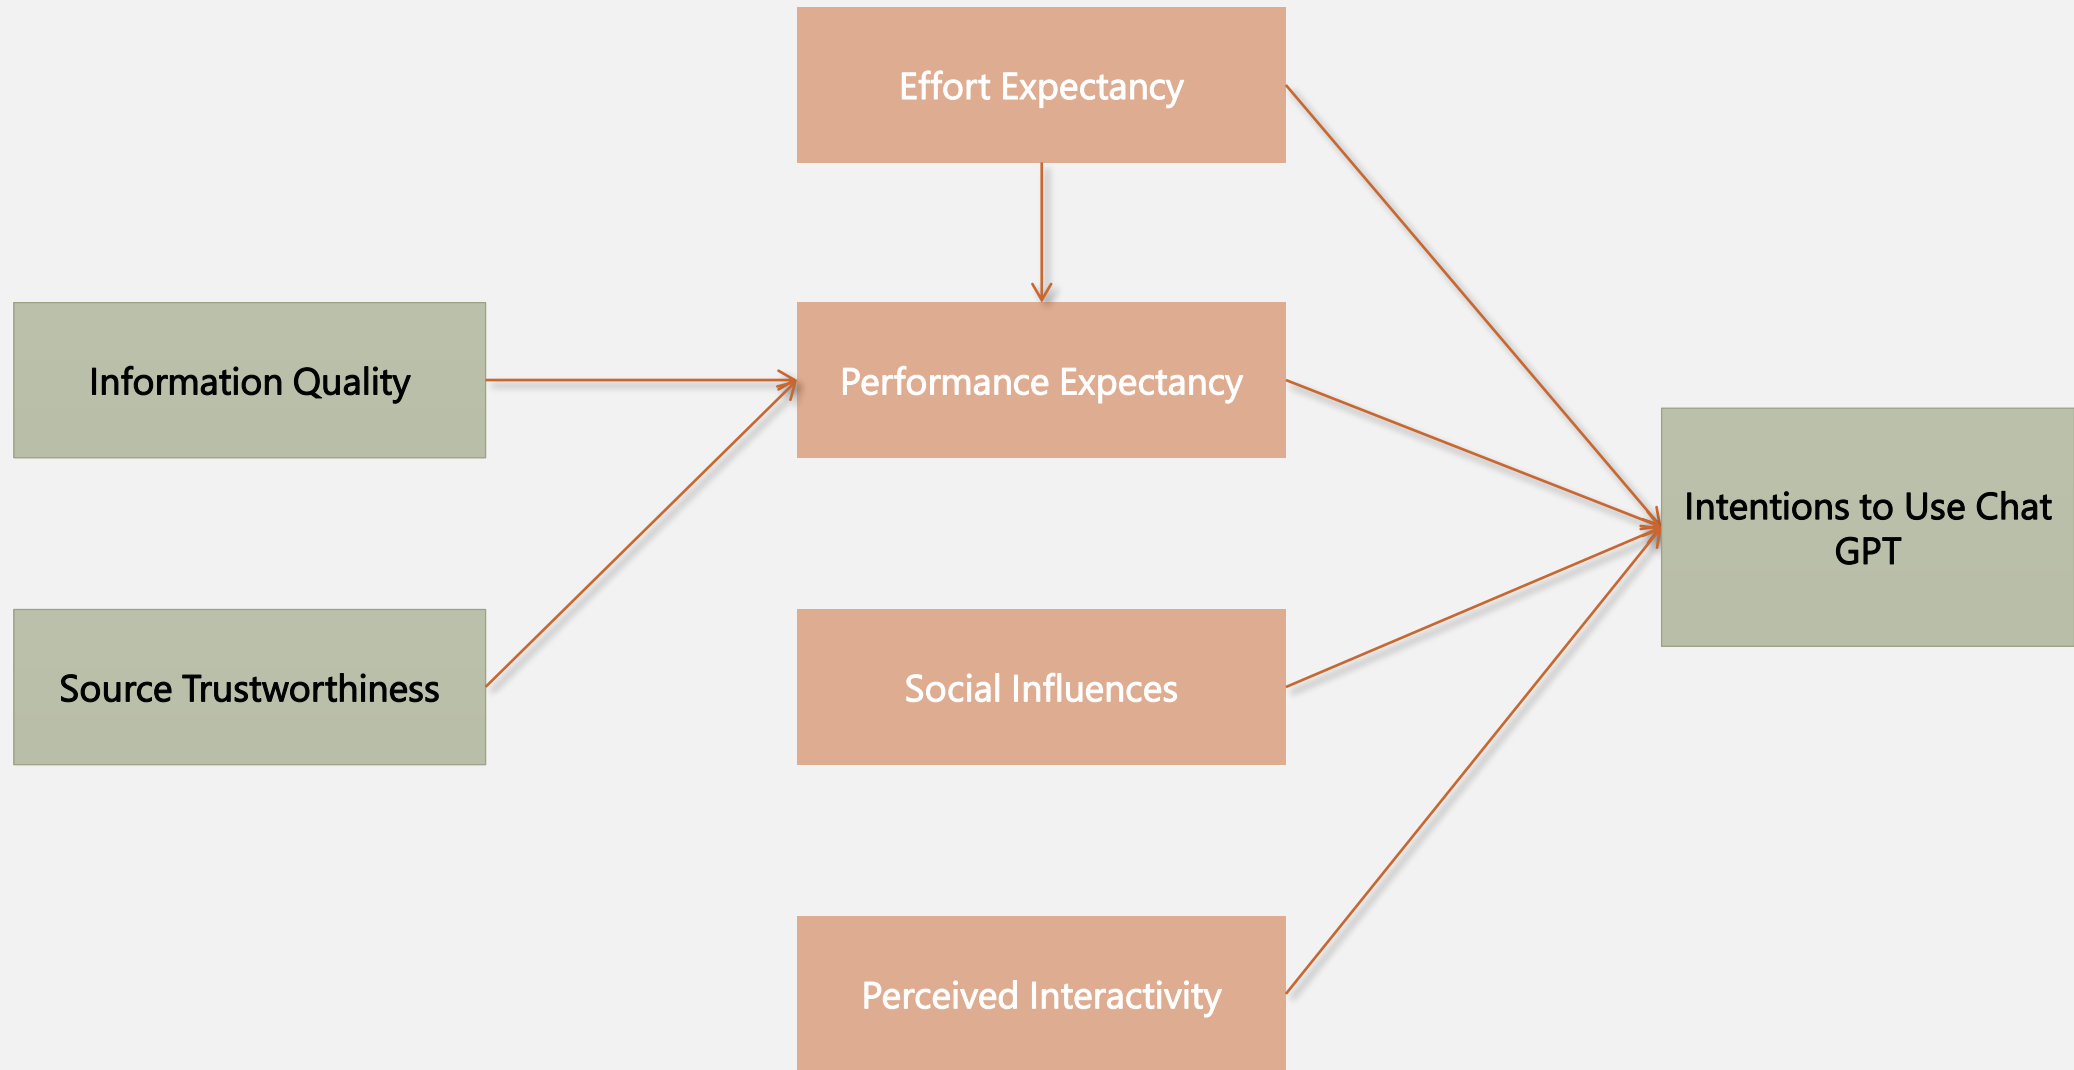 Effort Expectancy
Information Quality
Performance Expectancy
Intentions to Use Chat
GPT
Source Trustworthiness
Social Influences
Perceived Interactivity